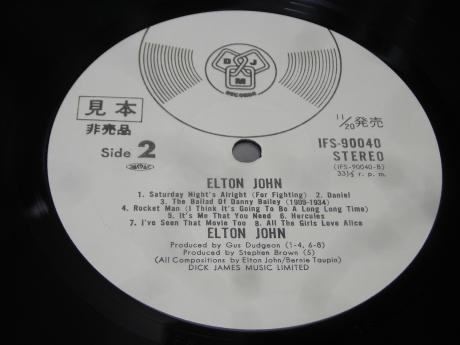 D J
M
RECORDS
見本
非売品
11/20発売
Side 2
IFS-90040
STEREO
(IFS-90040-B)
33⅓ r. p. m.
ELTON JOHN
1. Saturday Night's Alright (For Fighting) 2. Daniel
3. The Ballad Of Danny Bailey (1909-1934)
4. Rocket Man (I Think It's Going To Be A Long Long Time)
5. It's Me That You Need 6. Hercules
7. I've Seen That Movie Too 8. All The Girls Love Alice
ELTON JOHN
Produced by Gus Dudgeon (1-4, 6-8)
Produced by Stephen Brown (5)
(All Compositions by Elton John/Bernie Taupin)
DICK JAMES MUSIC LIMITED